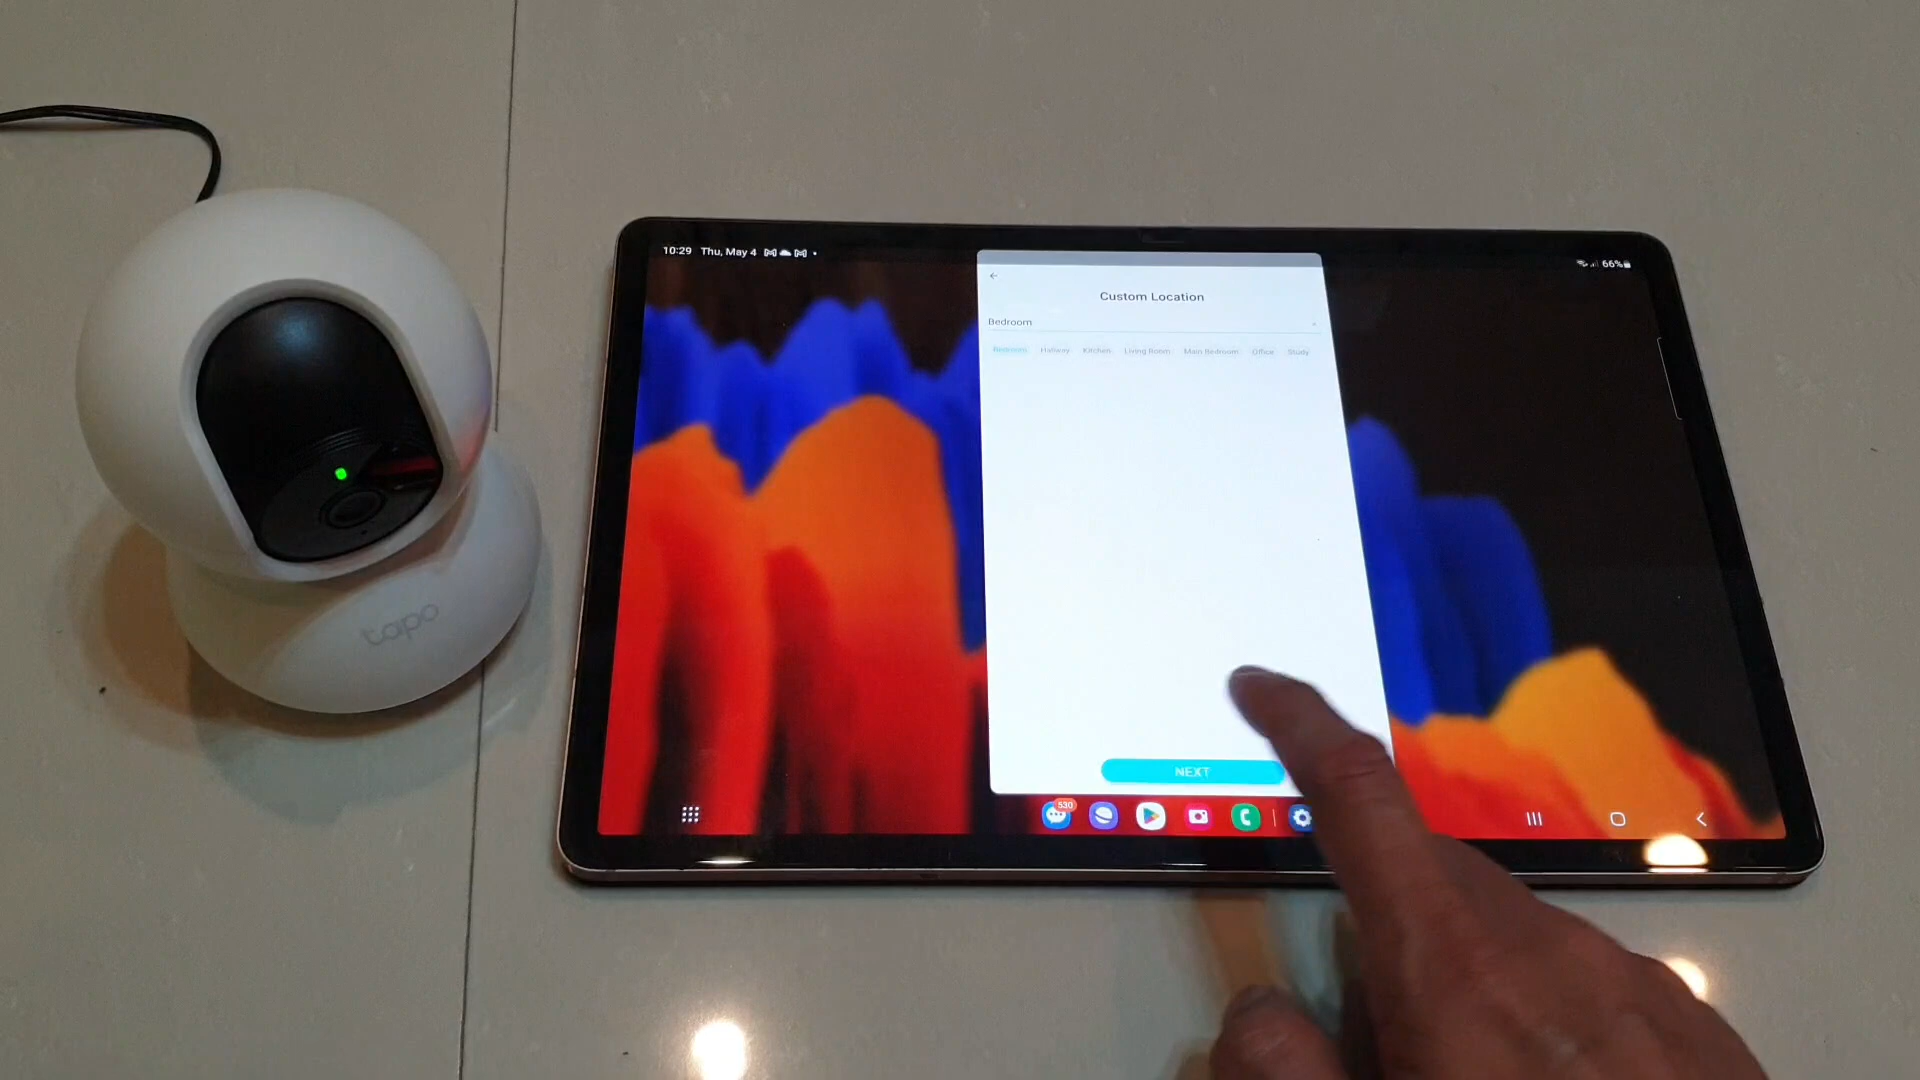 tapo
10:29 Thu, May 4
66%
Custom Location
Bedroom
Bedroom Hallway Kitchen Living Room Main Bedroom Office Study
NEXT
530